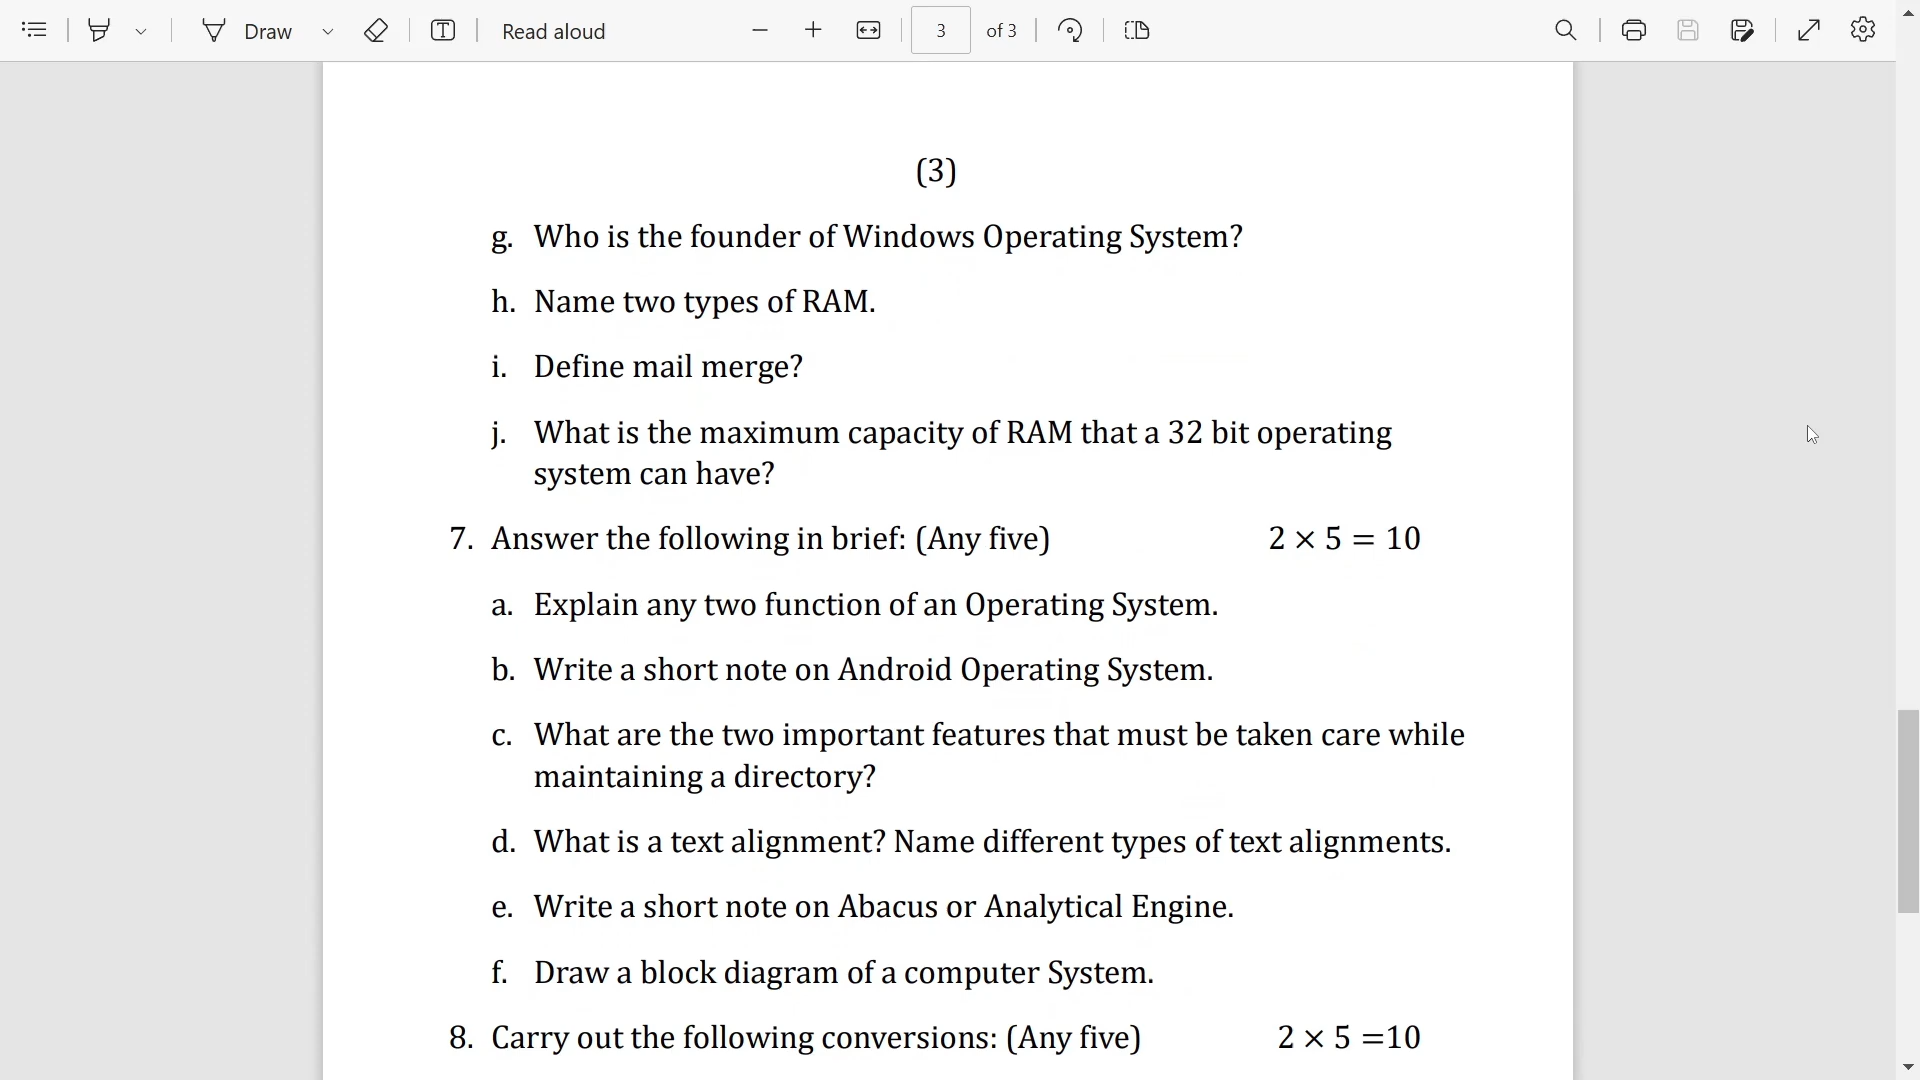 Draw
Read aloud
3 of 3
(3)
g. Who is the founder of Windows Operating System?
h. Name two types of RAM.
i. Define mail merge?
j. What is the maximum capacity of RAM that a 32 bit operating
system can have?
7. Answer the following in brief: (Any five) 2 × 5 = 10
a. Explain any two function of an Operating System.
b. Write a short note on Android Operating System.
c. What are the two important features that must be taken care while
maintaining a directory?
d. What is a text alignment? Name different types of text alignments.
e. Write a short note on Abacus or Analytical Engine.
f. Draw a block diagram of a computer System.
8. Carry out the following conversions: (Any five) 2 × 5 =10